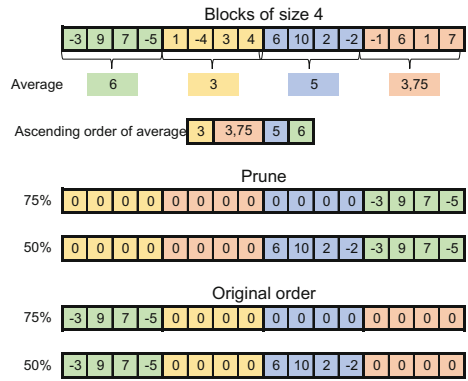 Blocks of size 4
-3 9 7 -5 1 -4 3 4 6 10 2 -2 -1 6 1 7
Average 6 3 5 3,75
Ascending order of average 3 3,75 5 6
Prune
75% 0 0 0 0 0 0 0 0 0 0 0 0 -3 9 7 -5
50% 0 0 0 0 0 0 0 0 6 10 2 -2 -3 9 7 -5
Original order
75% -3 9 7 -5 0 0 0 0 0 0 0 0 0 0 0 0
50% -3 9 7 -5 0 0 0 0 6 10 2 -2 0 0 0 0